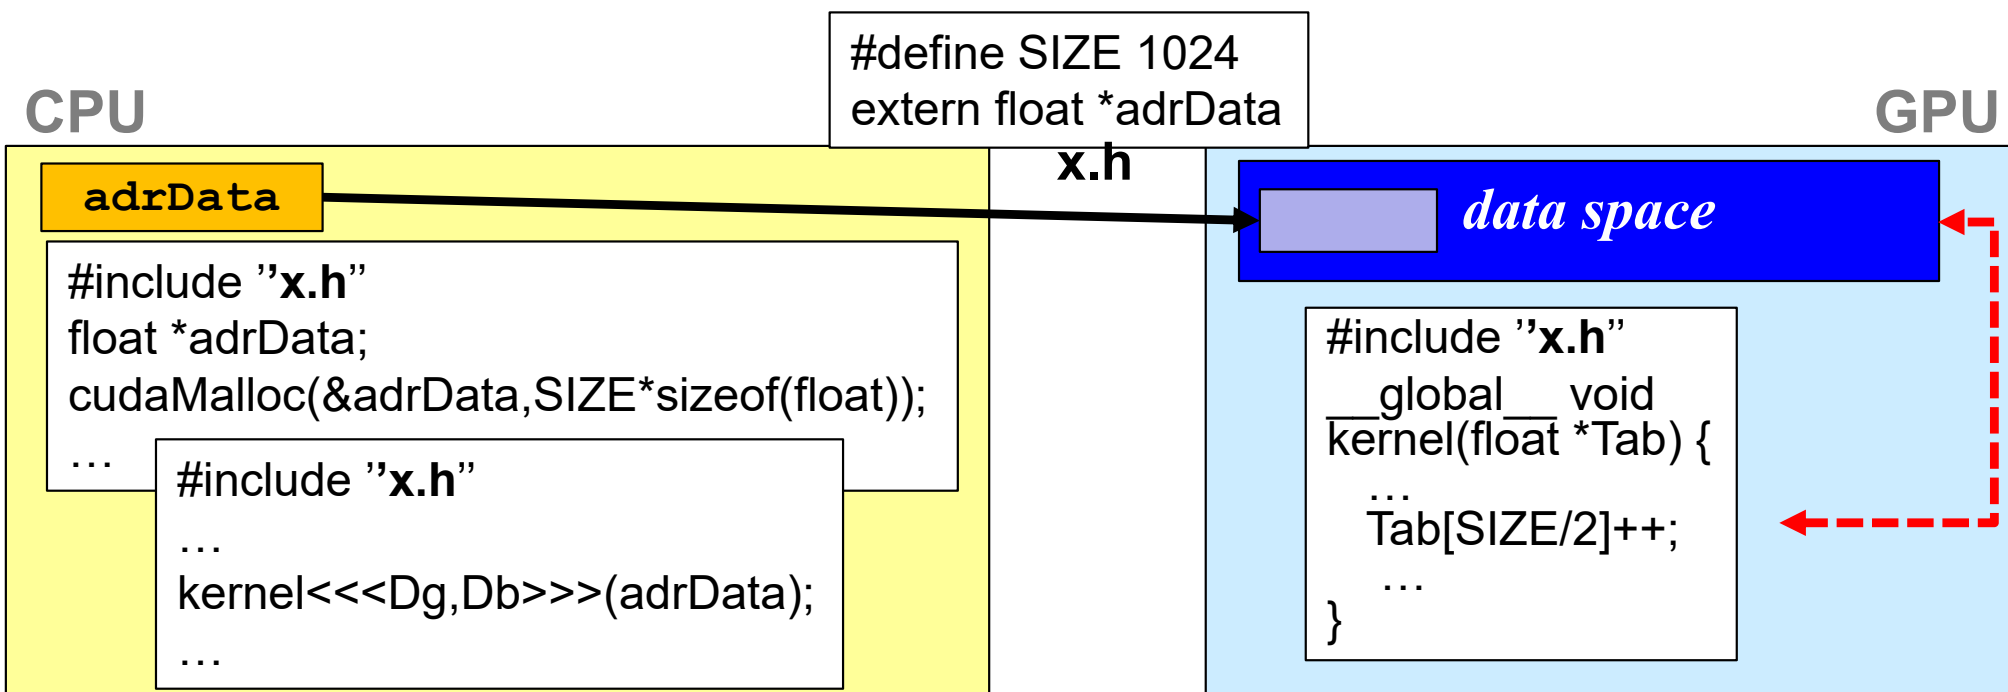 #define SIZE 1024
extern float *adrData
x.h
CPU
GPU
adrData
#include ’’x.h’’
float *adrData;
cudaMalloc(&adrData,SIZE*sizeof(float));
…
#include ’’x.h’’
…
kernel<<<Dg,Db>>>(adrData);
…
data space
#include ’’x.h’’
__global__ void
kernel(float *Tab) {
…
Tab[SIZE/2]++;
…
}